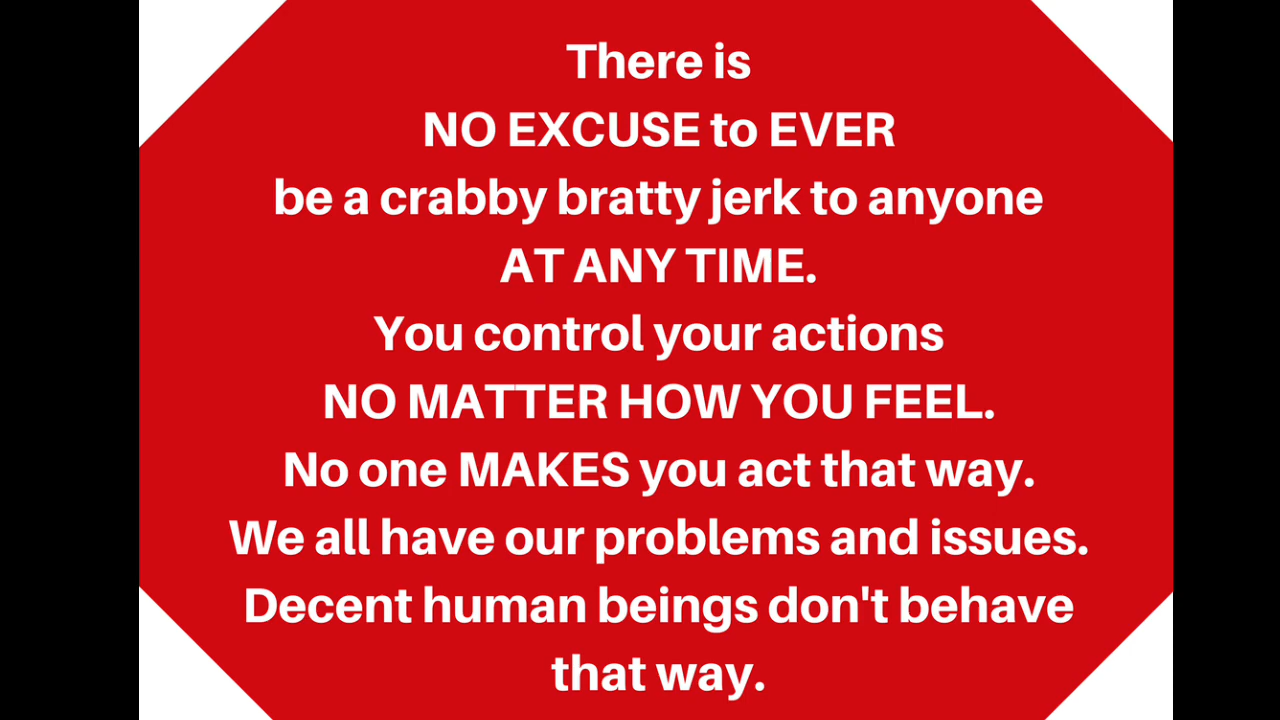 There is
NO EXCUSE to EVER
be a crabby bratty jerk to anyone
AT ANY TIME.
You control your actions
NO MATTER HOW YOU FEEL.
No one MAKES you act that way.
We all have our problems and issues.
Decent human beings don't behave
that way.